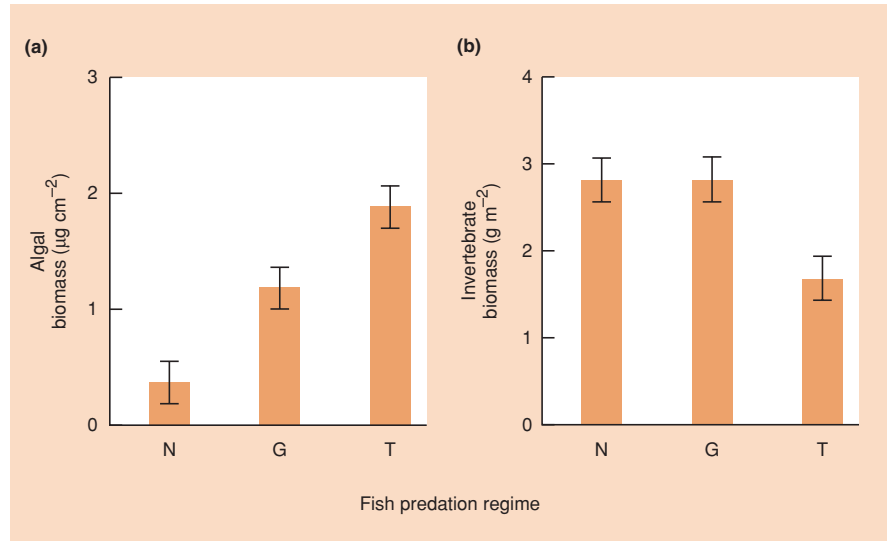 (a)
3
2
1
0
Algal
biomass (µg cm⁻²)
N G T
(b)
4
3
2
1
0
Invertebrate
biomass (g m⁻²)
N G T
Fish predation regime